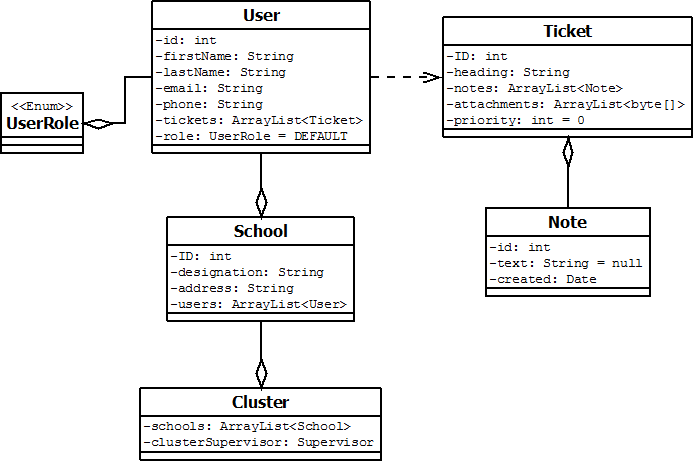 User
-id: int
-firstName: String
-lastName: String
-email: String
-phone: String
-tickets: ArrayList<Ticket>
-role: UserRole = DEFAULT
Ticket
-ID: int
-heading: String
-notes: ArrayList<Note>
-attachments: ArrayList<byte[]>
-priority: int = 0
<<Enum>>
UserRole
School
-ID: int
-designation: String
-address: String
-users: ArrayList<User>
Note
-id: int
-text: String = null
-created: Date
Cluster
-schools: ArrayList<School>
-clusterSupervisor: Supervisor